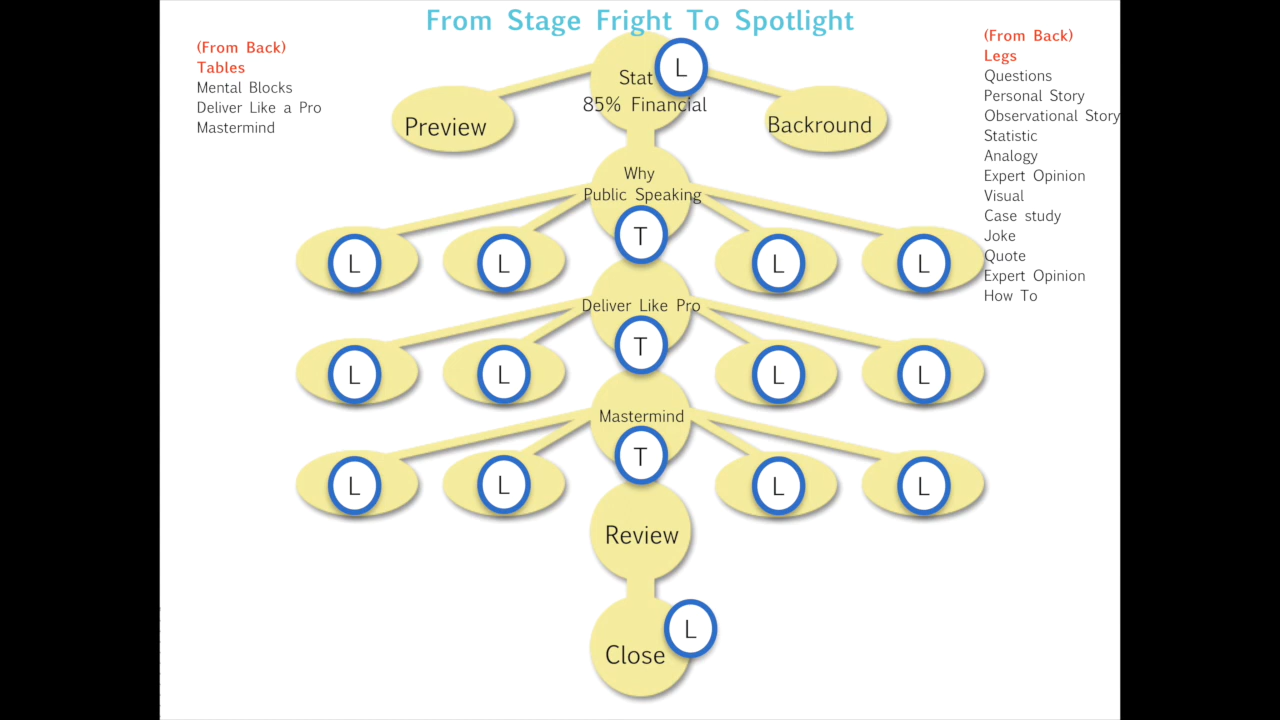 From Stage Fright To Spotlight
(From Back)
Tables
Mental Blocks
Deliver Like a Pro
Mastermind
(From Back)
Legs
Questions
Personal Story
Observational Story
Statistic
Analogy
Expert Opinion
Visual
Case study
Joke
Quote
Expert Opinion
How To
Stat L
85% Financial
Preview
Backround
Why
Public Speaking
T
L L L L
Deliver Like Pro
T
L L L L
Mastermind
T
L L L L
Review
L
Close